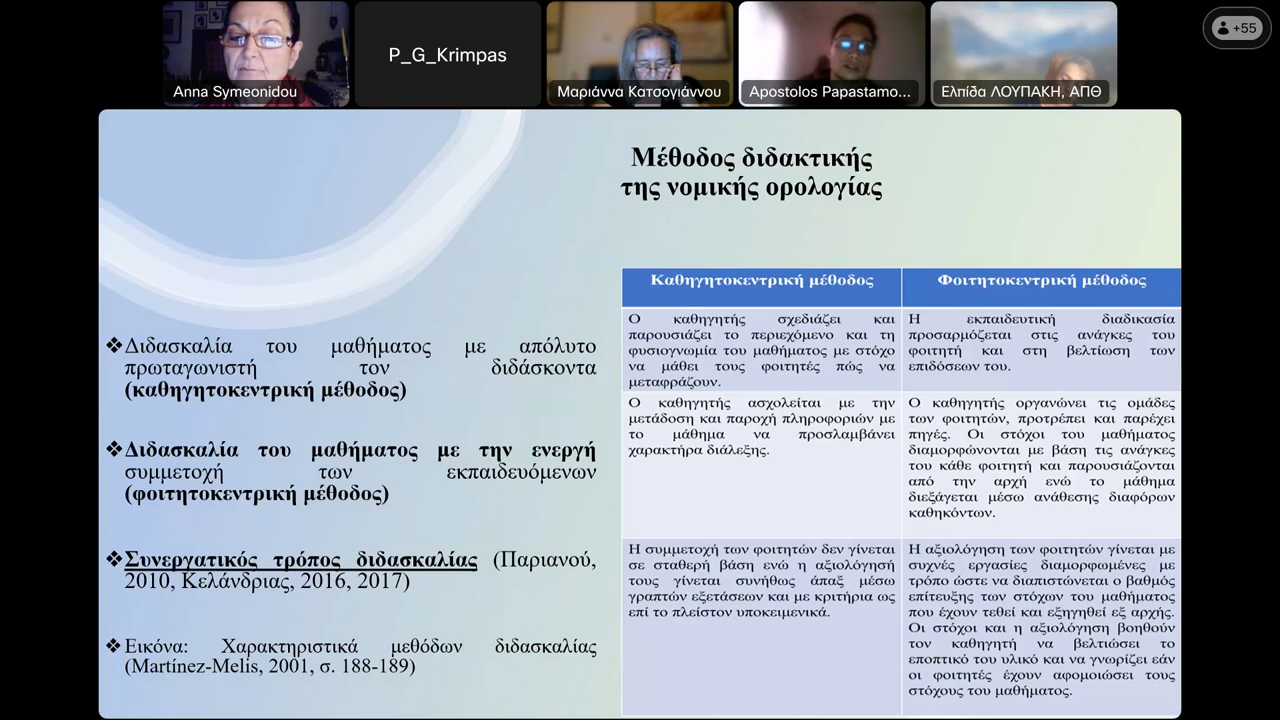 +55
Anna Symeonidou
P_G_Krimpas
Μαριάννα Κατσογιάννου
Apostolos Papastamo...
Ελπίδα ΛΟΥΠΑΚΗ, ΑΠΘ
Μέθοδος διδακτικής
της νομικής ορολογίας
❖Διδασκαλία του μαθήματος με απόλυτο
πρωταγωνιστή τον διδάσκοντα
(καθηγητοκεντρική μέθοδος)
❖Διδασκαλία του μαθήματος με την ενεργή
συμμετοχή των εκπαιδευόμενων
(φοιτητοκεντρική μέθοδος)
❖Συνεργατικός τρόπος διδασκαλίας (Παριανού,
2010, Κελάνδριας, 2016, 2017)
❖Εικόνα: Χαρακτηριστικά μεθόδων διδασκαλίας
(Martínez-Melis, 2001, σ. 188-189)
Καθηγητοκεντρική μέθοδος
Φοιτητοκεντρική μέθοδος
Ο καθηγητής σχεδιάζει και
παρουσιάζει το περιεχόμενο και τη
φυσιογνωμία του μαθήματος με στόχο
να μάθει τους φοιτητές πώς να
μεταφράζουν.
Η εκπαιδευτική διαδικασία
προσαρμόζεται στις ανάγκες του
φοιτητή και στη βελτίωση των
επιδόσεων του.
Ο καθηγητής ασχολείται με την
μετάδοση και παροχή πληροφοριών με
το μάθημα να προσλαμβάνει
χαρακτήρα διάλεξης.
Ο καθηγητής οργανώνει τις ομάδες
των φοιτητών, προτρέπει και παρέχει
πηγές. Οι στόχοι του μαθήματος
διαμορφώνονται με βάση τις ανάγκες
του κάθε φοιτητή και παρουσιάζονται
από την αρχή ενώ το μάθημα
διεξάγεται μέσω ανάθεσης διαφόρων
καθηκόντων.
Η συμμετοχή των φοιτητών δεν γίνεται
σε σταθερή βάση ενώ η αξιολόγησή
τους γίνεται συνήθως άπαξ μέσω
γραπτών εξετάσεων και με κριτήρια ως
επί το πλείστον υποκειμενικά.
Η αξιολόγηση των φοιτητών γίνεται με
συχνές εργασίες διαμορφωμένες με
τρόπο ώστε να διαπιστώνεται ο βαθμός
επίτευξης των στόχων του μαθήματος
που έχουν τεθεί και εξηγηθεί εξ αρχής.
Οι στόχοι και η αξιολόγηση βοηθούν
τον καθηγητή να βελτιώσει το
εποπτικό του υλικό και να γνωρίζει εάν
οι φοιτητές έχουν αφομοιώσει τους
στόχους του μαθήματος.